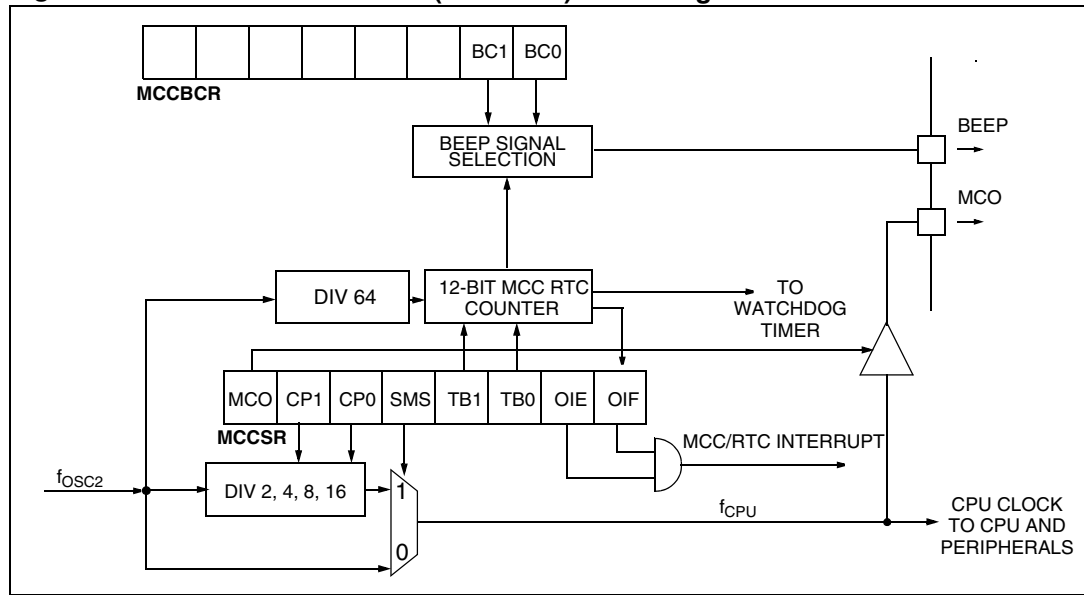 BC1 BC0
MCCBCR
BEEP SIGNAL
SELECTION
BEEP
MCO
DIV 64
12-BIT MCC RTC
COUNTER
TO
WATCHDOG
TIMER
MCO CP1 CP0 SMS TB1 TB0 OIE OIF
MCCSR
MCC/RTC INTERRUPT
fOSC2
DIV 2, 4, 8, 16
1
0
fCPU
CPU CLOCK
TO CPU AND
PERIPHERALS